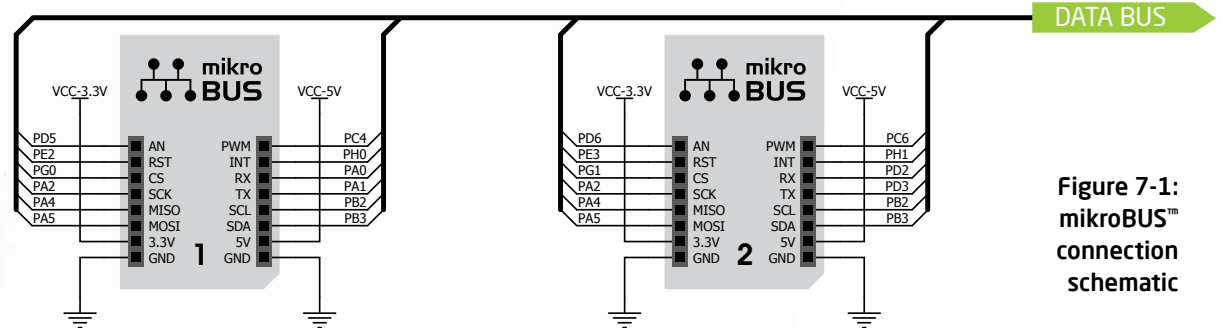 DATA BUS
mikro
BUS
VCC-3.3V
VCC-5V
PD5
PE2
PG0
PA2
PA4
PA5
AN
RST
CS
SCK
MISO
MOSI
3.3V
GND
1
PWM
INT
RX
TX
SCL
SDA
5V
GND
PC4
PH0
PA0
PA1
PB2
PB3
mikro
BUS
VCC-3.3V
VCC-5V
PD6
PE3
PG1
PA2
PA4
PA5
AN
RST
CS
SCK
MISO
MOSI
3.3V
GND
2
PWM
INT
RX
TX
SCL
SDA
5V
GND
PC6
PH1
PD2
PD3
PB2
PB3
Figure 7-1:
mikroBUS™
connection
schematic